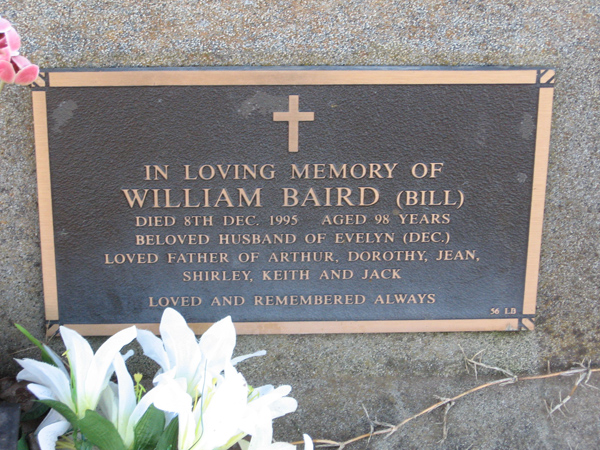 IN LOVING MEMORY OF
WILLIAM BAIRD (BILL)
DIED 8TH DEC. 1995 AGED 98 YEARS
BELOVED HUSBAND OF EVELYN (DEC.)
LOVED FATHER OF ARTHUR, DOROTHY, JEAN,
SHIRLEY, KEITH AND JACK
LOVED AND REMEMBERED ALWAYS
56 LB